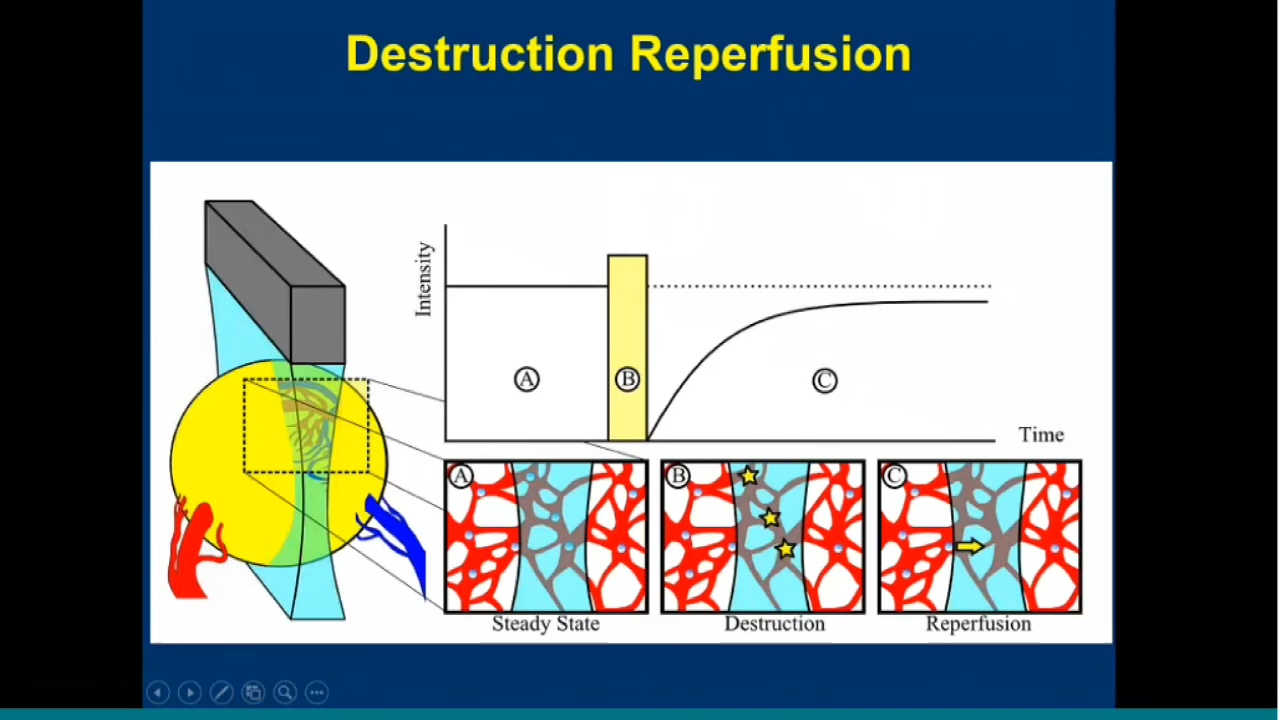 Destruction Reperfusion
Intensity
A
B
C
Time
A
B
C
Steady State
Destruction
Reperfusion